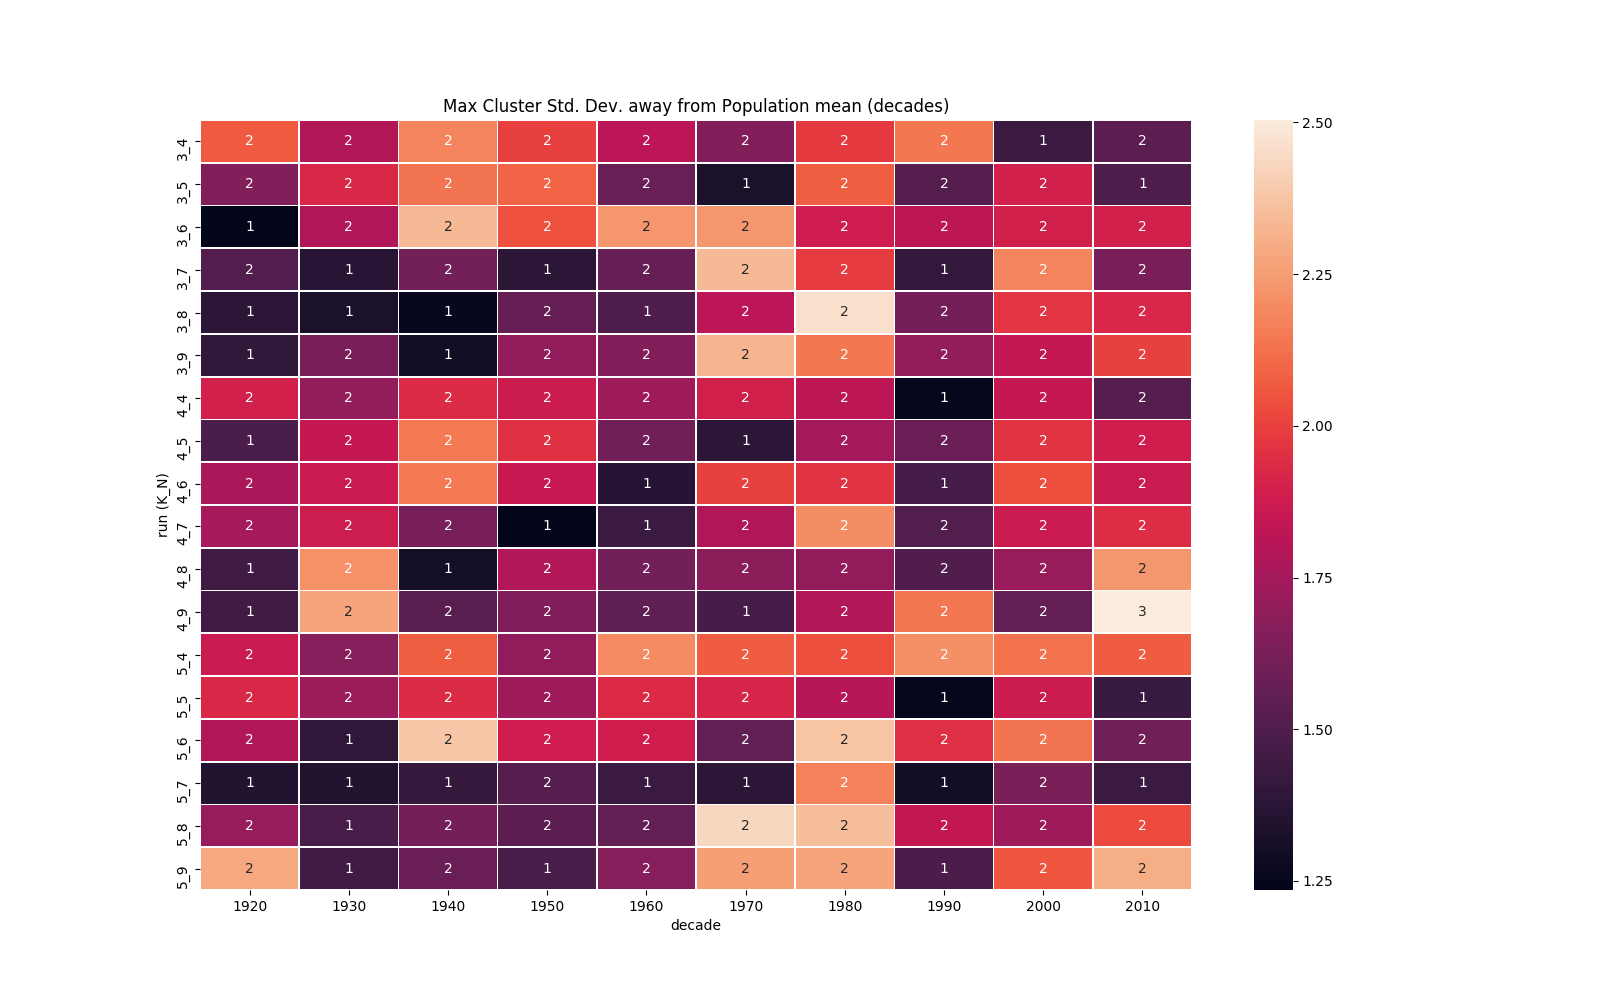 Max Cluster Std. Dev. away from Population mean (decades)
run (K_N)
3_4 2 2 2 2 2 2 2 2 1 2
3_5 2 2 2 2 2 1 2 2 2 1
3_6 1 2 2 2 2 2 2 2 2 2
3_7 2 1 2 1 2 2 2 1 2 2
3_8 1 1 1 2 1 2 2 2 2 2
3_9 1 2 1 2 2 2 2 2 2 2
4_4 2 2 2 2 2 2 2 1 2 2
4_5 1 2 2 2 2 1 2 2 2 2
4_6 2 2 2 2 1 2 2 1 2 2
4_7 2 2 2 1 1 2 2 2 2 2
4_8 1 2 1 2 2 2 2 2 2 2
4_9 1 2 2 2 2 1 2 2 2 3
5_4 2 2 2 2 2 2 2 2 2 2
5_5 2 2 2 2 2 2 2 1 2 1
5_6 2 1 2 2 2 2 2 2 2 2
5_7 1 1 1 2 1 1 2 1 2 1
5_8 2 1 2 2 2 2 2 2 2 2
5_9 2 1 2 1 2 2 2 1 2 2
1920 1930 1940 1950 1960 1970 1980 1990 2000 2010
decade
2.50
2.25
2.00
1.75
1.50
1.25